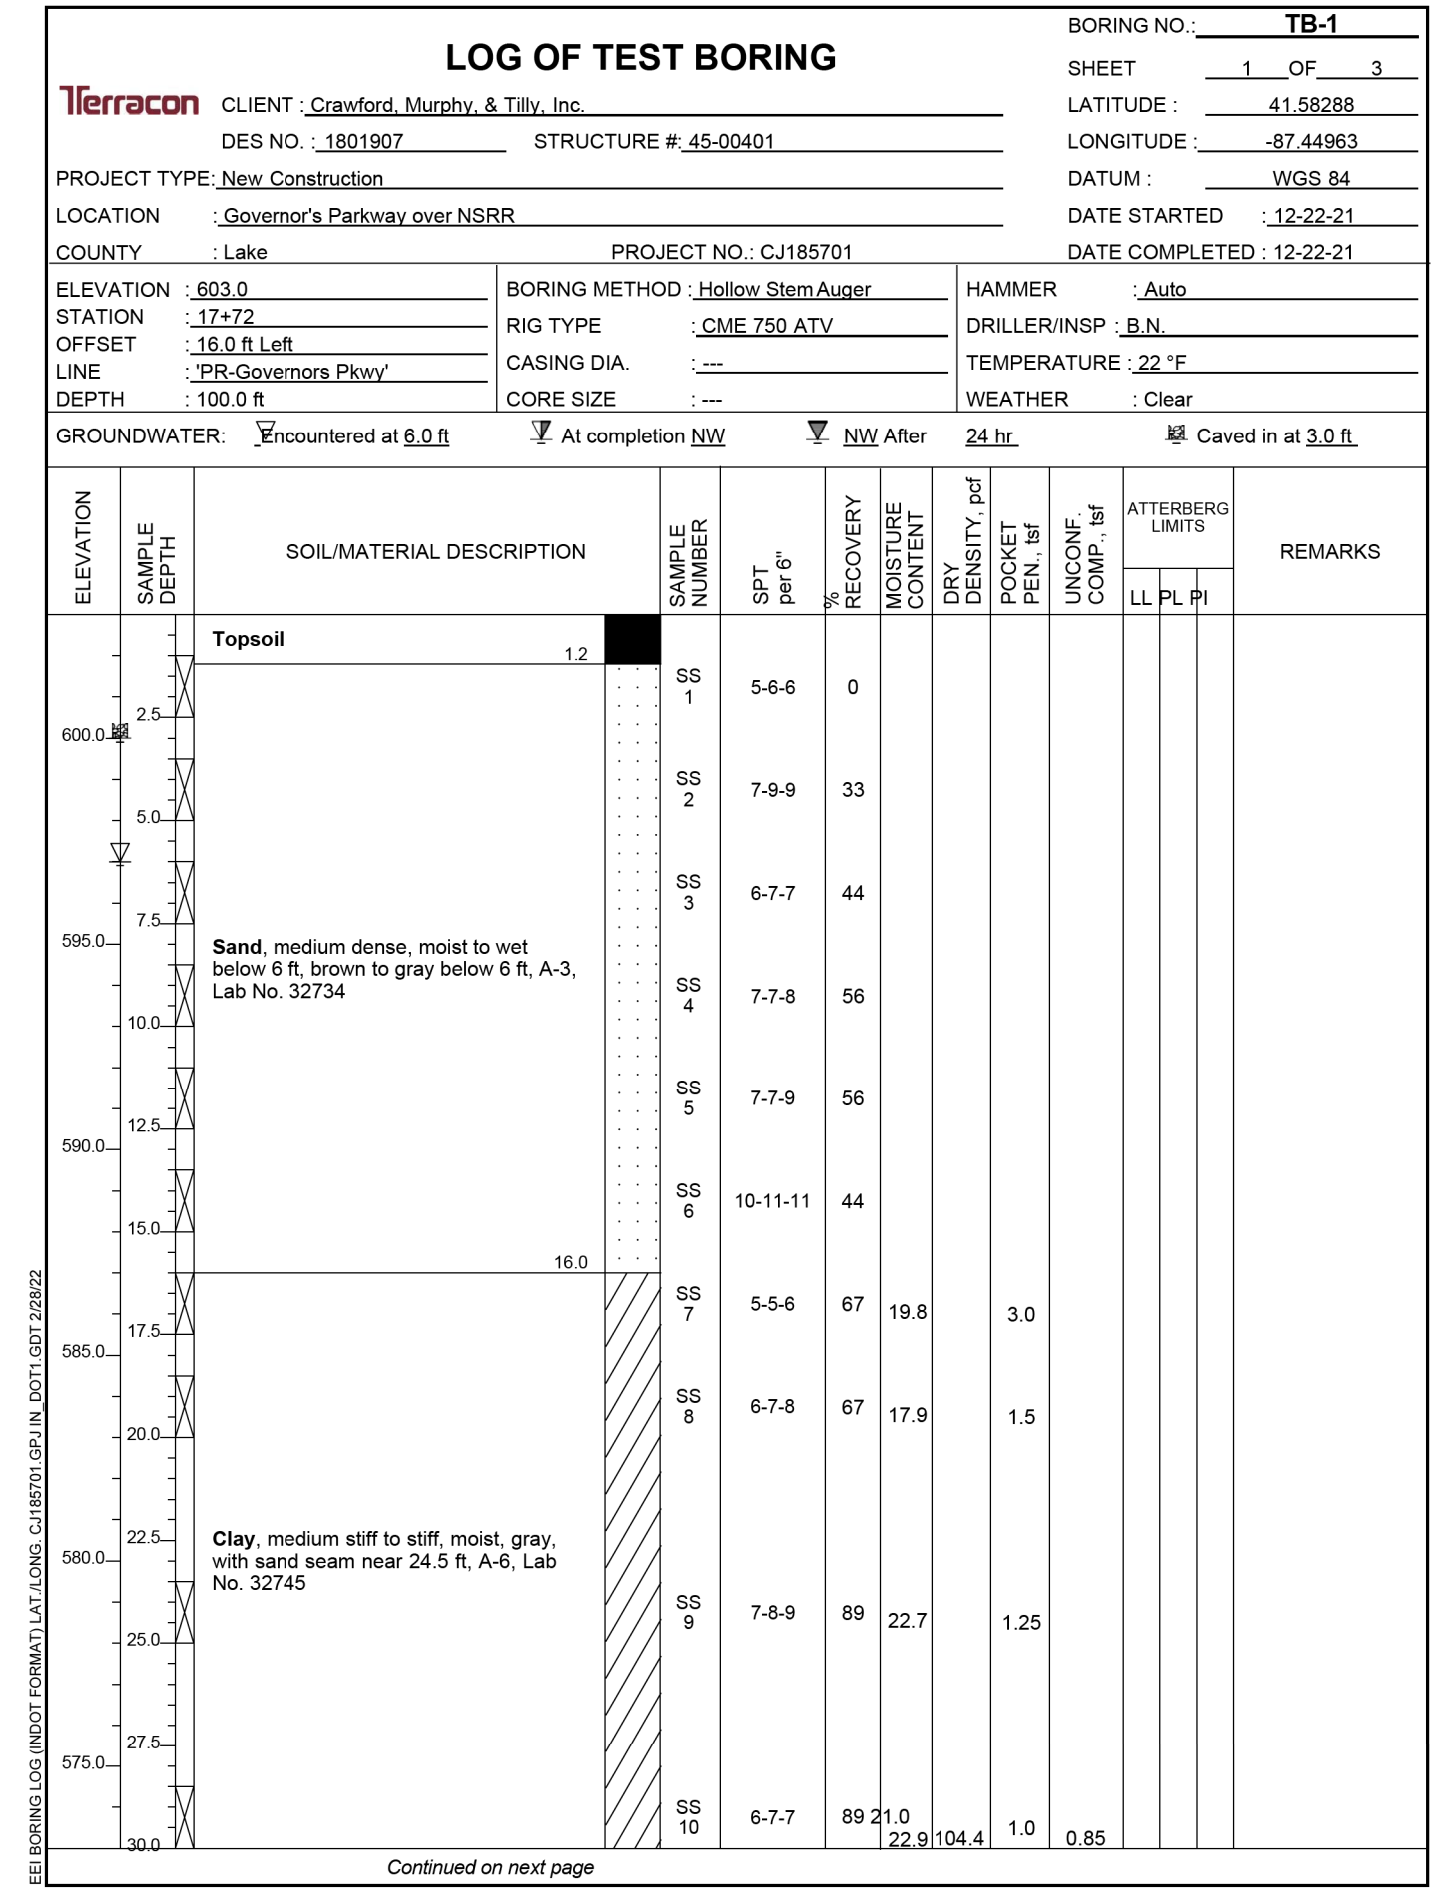 LOG OF TEST BORING
BORING NO.: TB-1
SHEET 1 OF 3
Terracon
CLIENT : Crawford, Murphy, & Tilly, Inc.
LATITUDE : 41.58288
DES NO. : 1801907 STRUCTURE #: 45-00401
LONGITUDE : -87.44963
PROJECT TYPE: New Construction
DATUM : WGS 84
LOCATION : Governor's Parkway over NSRR
DATE STARTED : 12-22-21
COUNTY : Lake PROJECT NO.: CJ185701
DATE COMPLETED : 12-22-21
ELEVATION : 603.0
STATION : 17+72
OFFSET : 16.0 ft Left
LINE : 'PR-Governors Pkwy'
DEPTH : 100.0 ft
BORING METHOD : Hollow Stem Auger
RIG TYPE : CME 750 ATV
CASING DIA. : ---
CORE SIZE : ---
HAMMER : Auto
DRILLER/INSP : B.N.
TEMPERATURE : 22 °F
WEATHER : Clear
GROUNDWATER: Encountered at 6.0 ft At completion NW NW After 24 hr Caved in at 3.0 ft
ELEVATION
SAMPLE DEPTH
SOIL/MATERIAL DESCRIPTION
SAMPLE NUMBER
SPT per 6"
% RECOVERY
MOISTURE CONTENT
DRY DENSITY, pcf
POCKET PEN., tsf
UNCONF. COMP., tsf
ATTERBERG LIMITS
LL PL PI
REMARKS
Topsoil
1.2
SS 1 5-6-6 0
2.5
600.0
SS 2 7-9-9 33
5.0
SS 3 6-7-7 44
7.5
595.0
Sand, medium dense, moist to wet
below 6 ft, brown to gray below 6 ft, A-3,
Lab No. 32734
SS 4 7-7-8 56
10.0
SS 5 7-7-9 56
12.5
590.0
SS 6 10-11-11 44
15.0
16.0
SS 7 5-5-6 67 19.8 3.0
17.5
585.0
SS 8 6-7-8 67 17.9 1.5
20.0
22.5
580.0
Clay, medium stiff to stiff, moist, gray,
with sand seam near 24.5 ft, A-6, Lab
No. 32745
SS 9 7-8-9 89 22.7 1.25
25.0
27.5
575.0
SS 10 6-7-7 89 21.0 1.0
22.9 104.4 0.85
30.0
Continued on next page
EEI BORING LOG (INDOT FORMAT) LAT./LONG. CJ185701.GPJ IN_DOT1.GDT 2/28/22